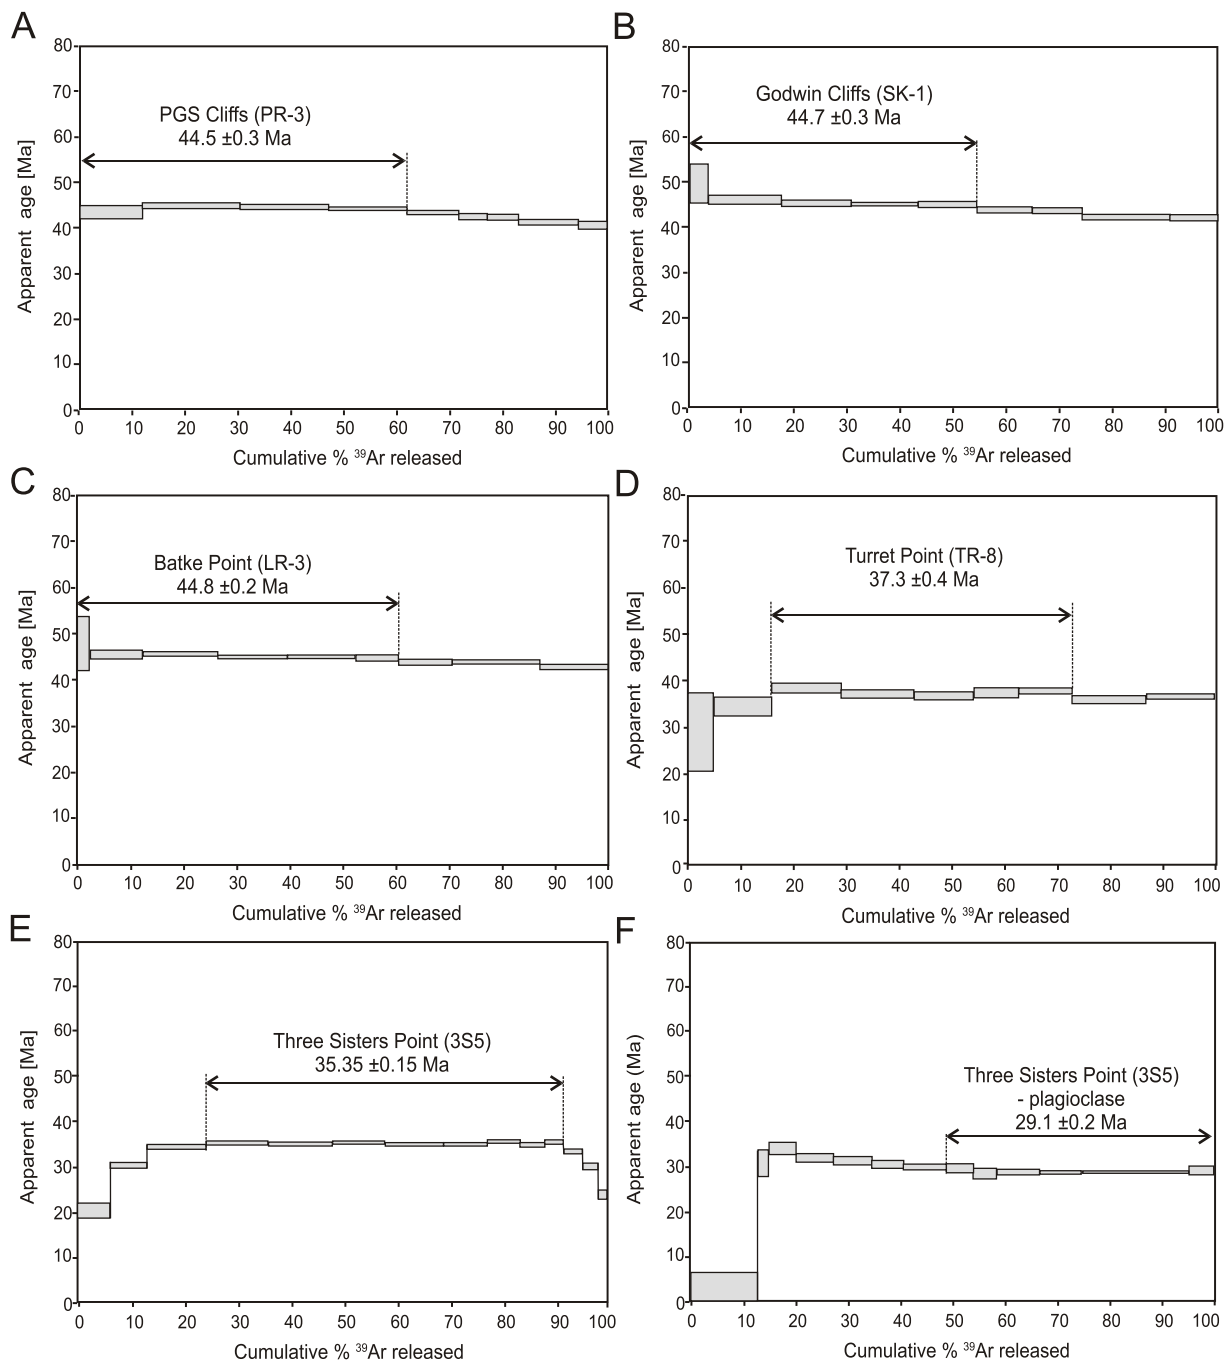 A
80
70
60
50
40
30
20
10
0
Apparent age [Ma]
PGS Cliffs (PR-3)
44.5 ±0.3 Ma
0 10 20 30 40 50 60 70 80 90 100
Cumulative % ³⁹Ar released
B
80
70
60
50
40
30
20
10
0
Apparent age [Ma]
Godwin Cliffs (SK-1)
44.7 ±0.3 Ma
0 10 20 30 40 50 60 70 80 90 100
Cumulative % ³⁹Ar released
C
80
70
60
50
40
30
20
10
0
Apparent age [Ma]
Batke Point (LR-3)
44.8 ±0.2 Ma
0 10 20 30 40 50 60 70 80 90 100
Cumulative % ³⁹Ar released
D
80
70
60
50
40
30
20
10
0
Apparent age [Ma]
Turret Point (TR-8)
37.3 ±0.4 Ma
0 10 20 30 40 50 60 70 80 90 100
Cumulative % ³⁹Ar released
E
80
70
60
50
40
30
20
10
0
Apparent age [Ma]
Three Sisters Point (3S5)
35.35 ±0.15 Ma
0 10 20 30 40 50 60 70 80 90 100
Cumulative % ³⁹Ar released
F
80
70
60
50
40
30
20
10
0
Apparent age (Ma)
Three Sisters Point (3S5)
- plagioclase
29.1 ±0.2 Ma
0 10 20 30 40 50 60 70 80 90 100
Cumulative % ³⁹Ar released